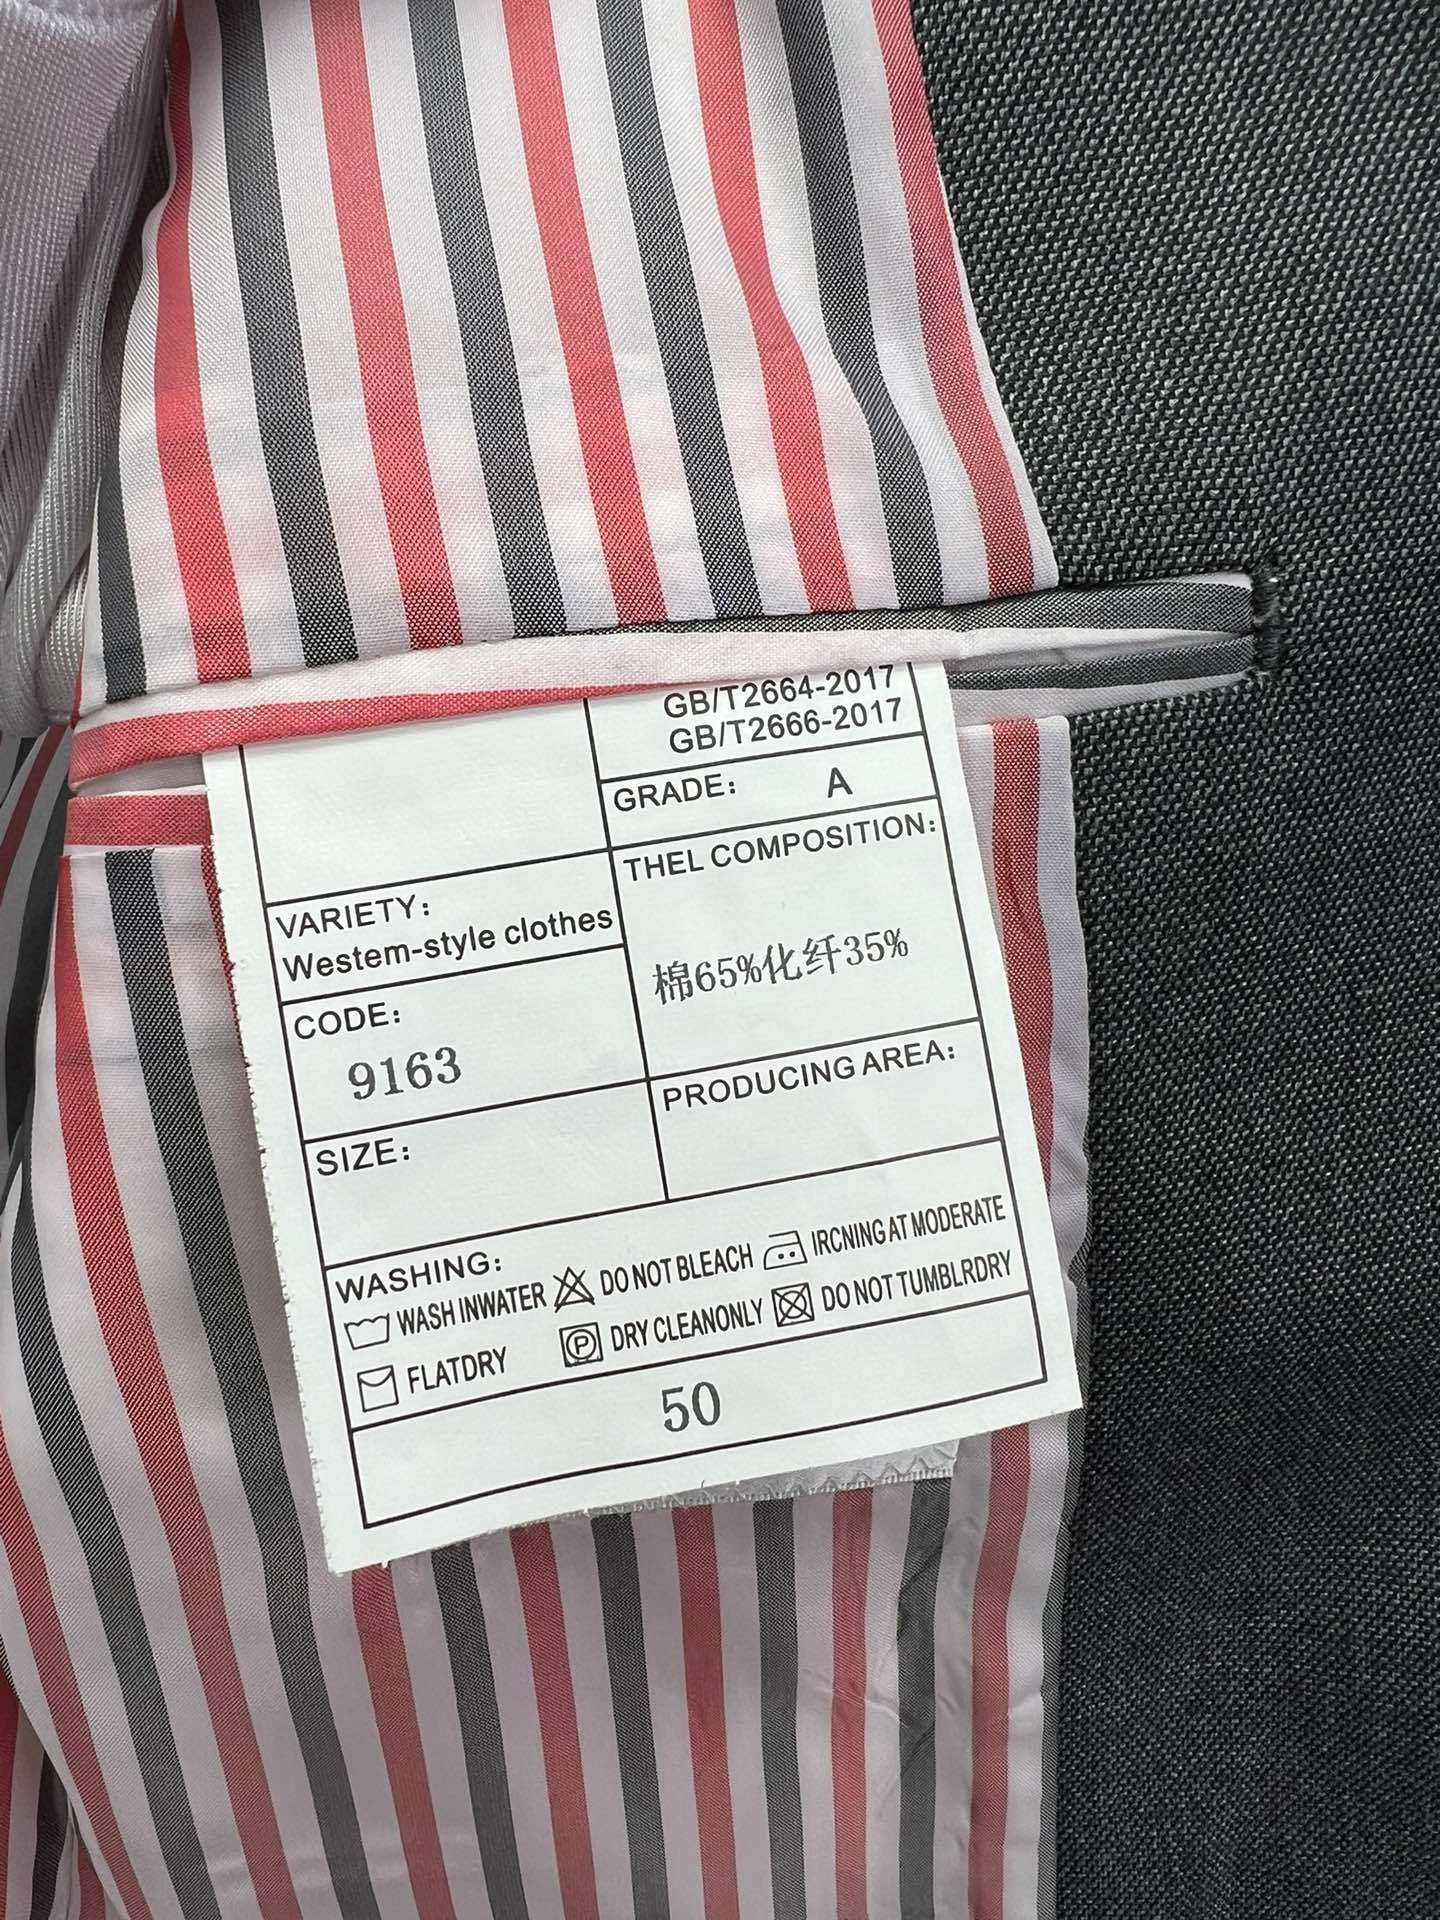 GB/T2664-2017
GB/T2666-2017
GRADE: A
THEL COMPOSITION:
棉65%化纤35%
VARIETY:
Westem-style clothes
CODE:
9163
SIZE:
PRODUCING AREA:
WASHING:
WASH INWATER DO NOT BLEACH IRCNING AT MODERATE
FLATDRY P DRY CLEANONLY DO NOT TUMBLRDRY
50